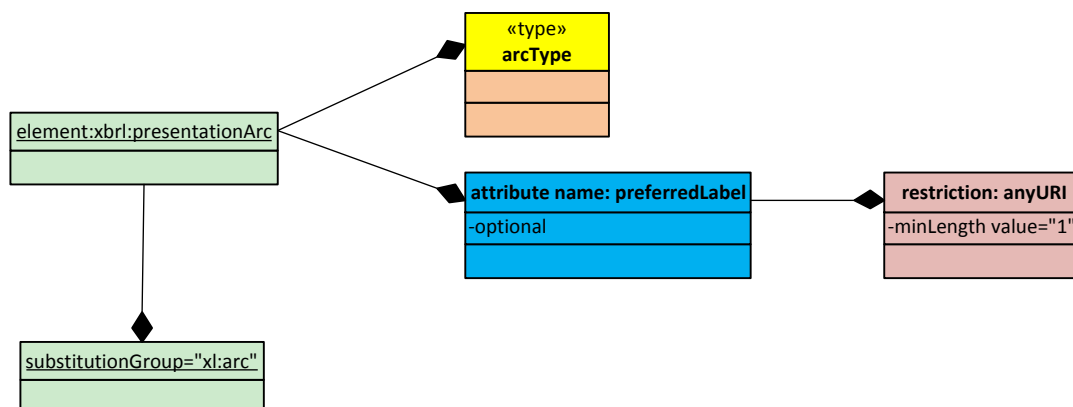 «type»
arcType
element:xbrl:presentationArc
attribute name: preferredLabel
-optional
restriction: anyURI
-minLength value="1"
substitutionGroup="xl:arc"